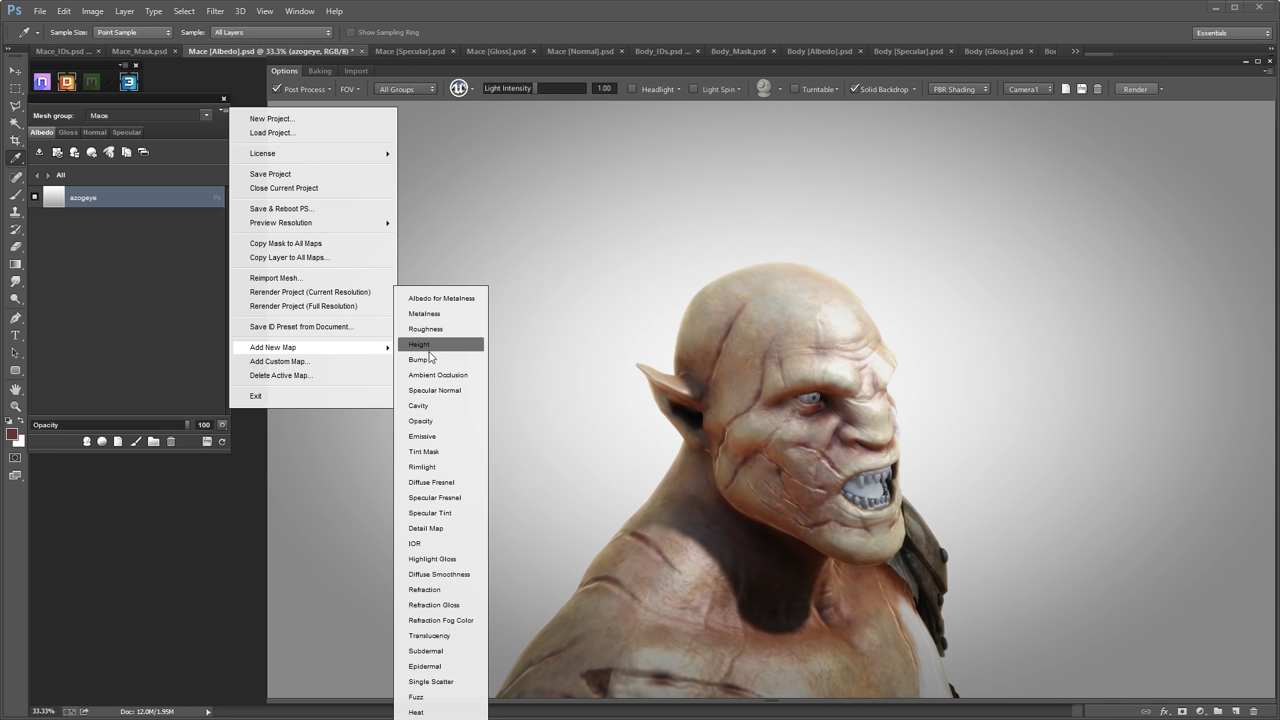 Ps File Edit Image Layer Type Select Filter 3D View Window Help
Sample Size: Point Sample Sample: All Layers Show Sampling Ring Essentials
Mace_IDs.psd ... × Mace_Mask.psd × Mace [Albedo].psd @ 33.3% (azogeye, RGB/8) * × Mace [Specular].psd × Mace [Gloss].psd × Mace [Normal].psd × Body_IDs.psd ... × Body_Mask.psd × Body [Albedo].psd × Body [Specular].psd × Body [Gloss].psd ×
Options Baking Import
Post Process FOV All Groups Light Intensity 1.00 Headlight Light Spin Turntable Solid Backdrop PBR Shading Camera1 Render
Mesh group: Mace
Albedo Gloss Normal Specular
All
azogeye Ps
Opacity 100
New Project...
Load Project...
License
Save Project
Close Current Project
Save & Reboot PS...
Preview Resolution
Copy Mask to All Maps
Copy Layer to All Maps...
Reimport Mesh...
Rerender Project (Current Resolution)
Rerender Project (Full Resolution)
Save ID Preset from Document...
Add New Map
Add Custom Map...
Delete Active Map...
Exit
Albedo for Metalness
Metalness
Roughness
Height
Bump
Ambient Occlusion
Specular Normal
Cavity
Opacity
Emissive
Tint Mask
Rimlight
Diffuse Fresnel
Specular Fresnel
Specular Tint
Detail Map
IOR
Highlight Gloss
Diffuse Smoothness
Refraction
Refraction Gloss
Refraction Fog Color
Translucency
Subdermal
Epidermal
Single Scatter
Fuzz
Heat
33.33% Doc: 12.0M/1.95M